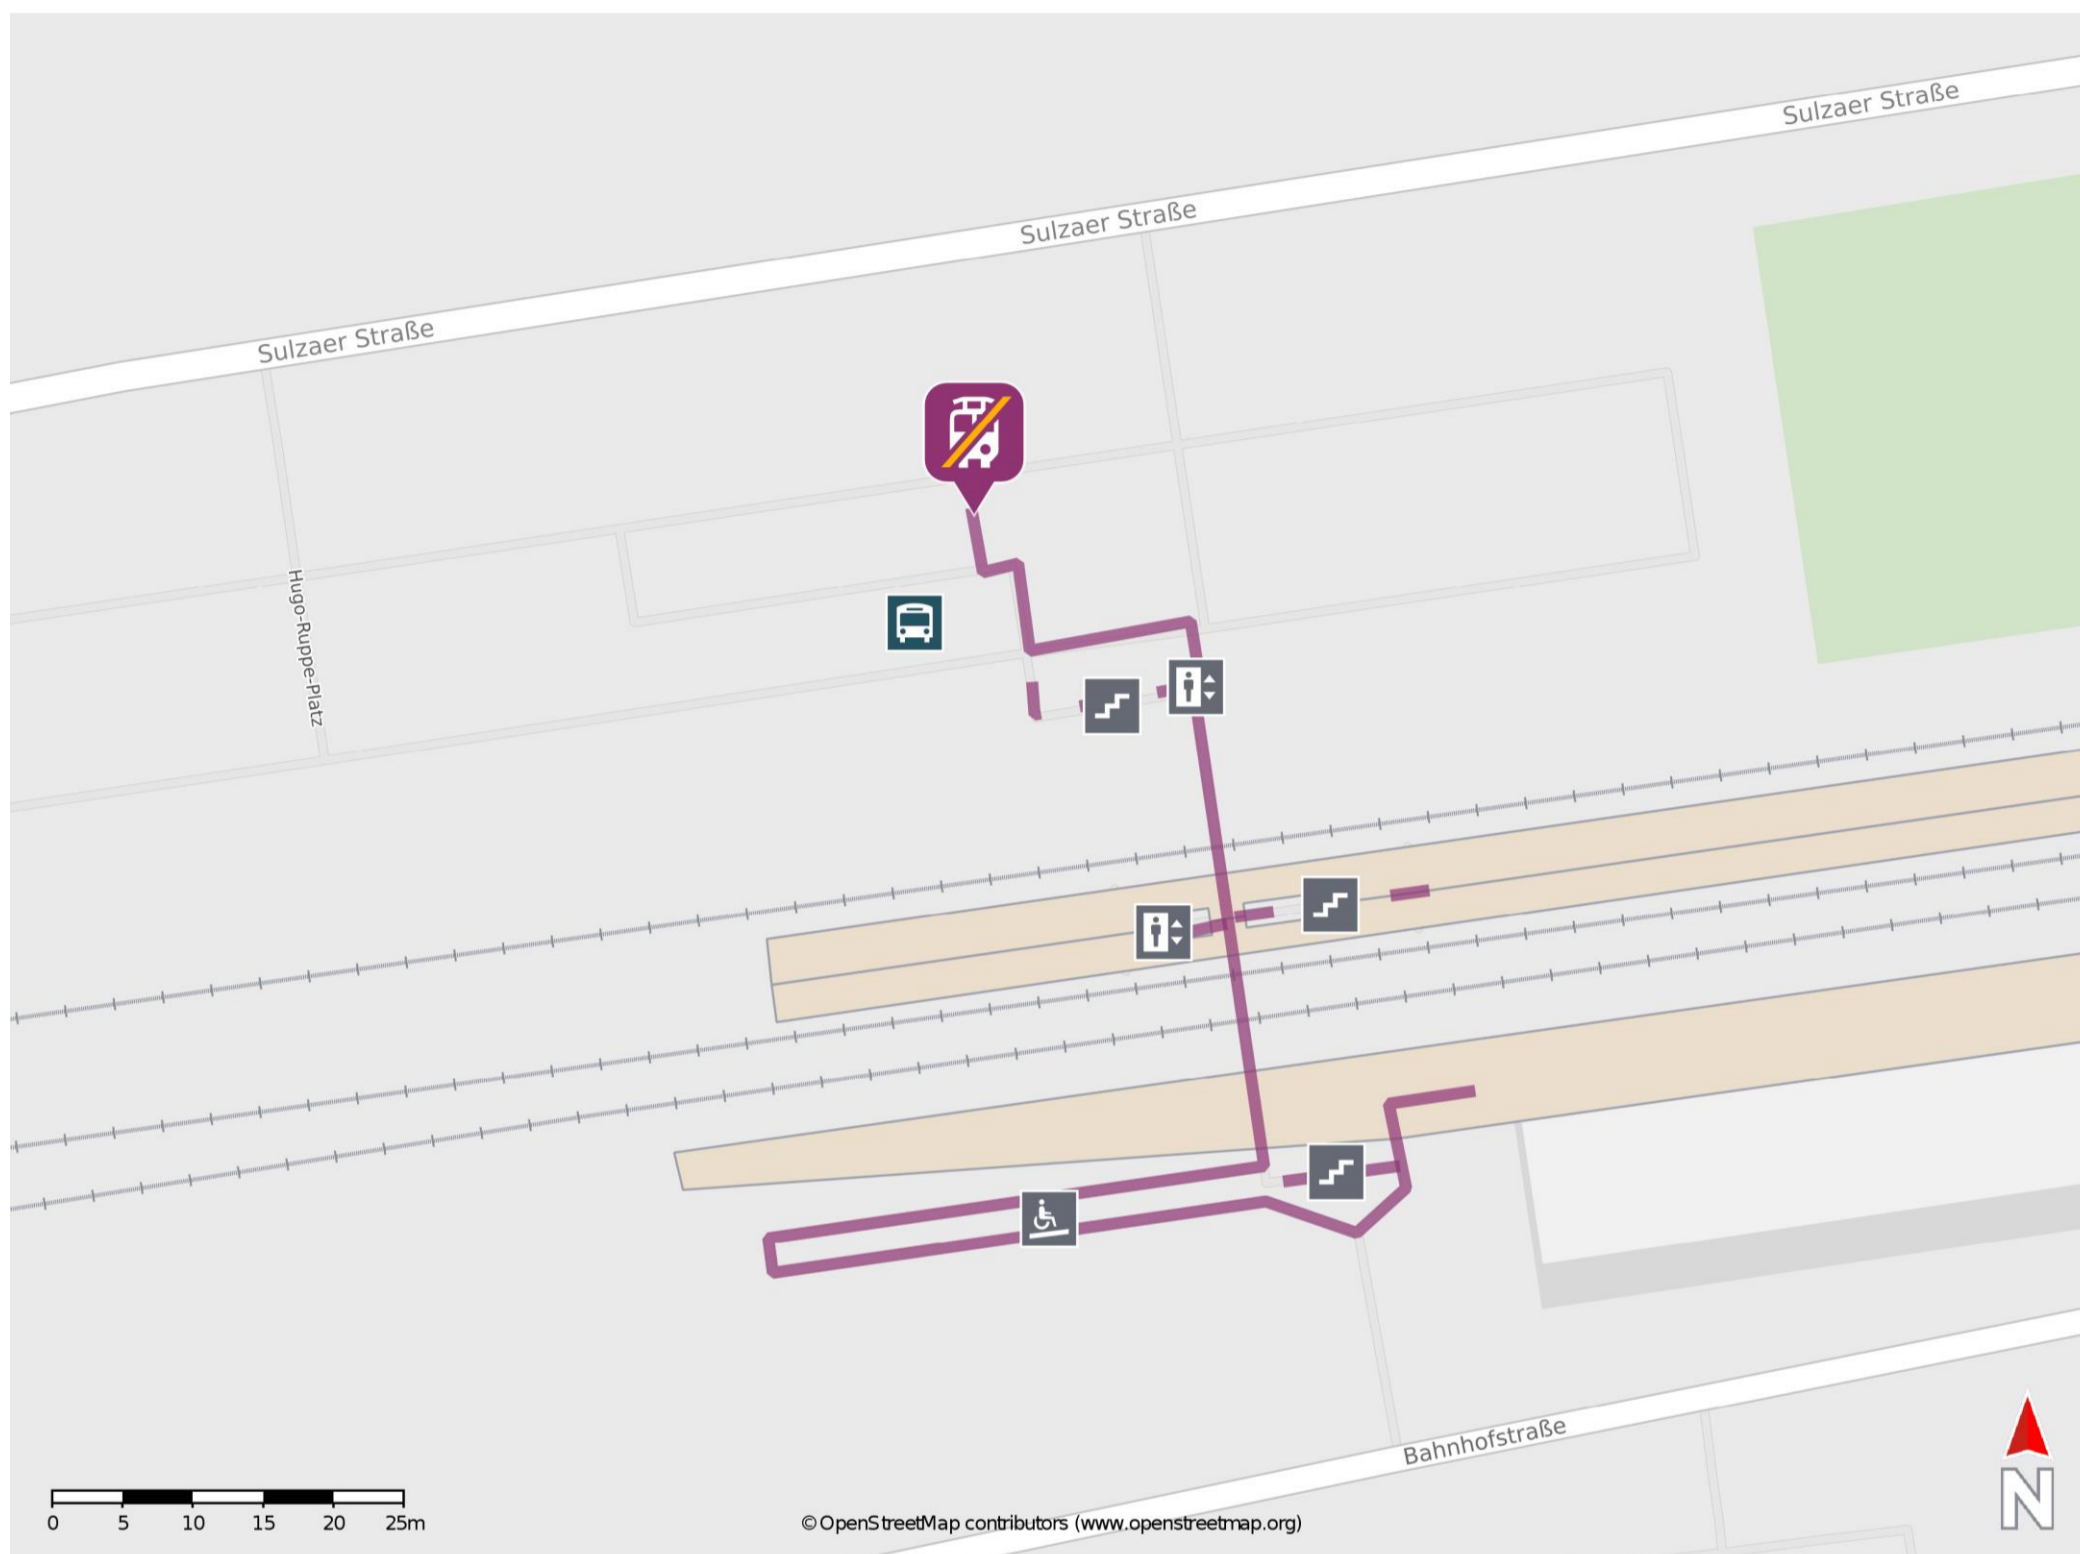 Sulzaer Straße
Sulzaer Straße
Sulzaer Straße
Hugo-Ruppe-Platz
Bahnhofstraße
N
0 5 10 15 20 25m
©OpenStreetMap contributors (www.openstreetmap.org)